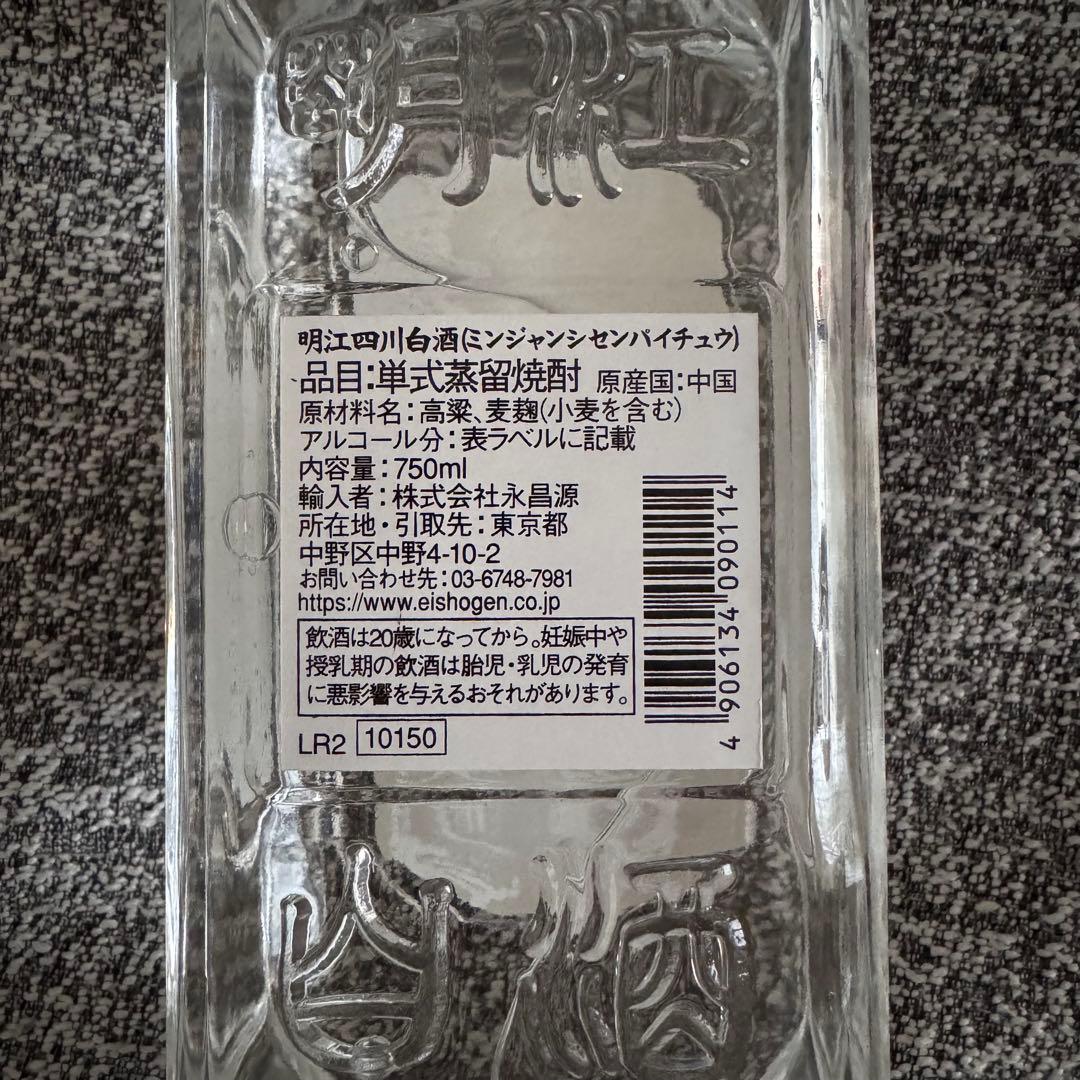 明江
明江四川白酒(ミンジャンシセンパイチュウ)
品目:単式蒸留焼酎 原産国:中国
原材料名:高粱、麦麹(小麦を含む)
アルコール分:表ラベルに記載
内容量:750ml
輸入者:株式会社永昌源
所在地・引取先:東京都
中野区中野4-10-2
お問い合わせ先:03-6748-7981
https://www.eishogen.co.jp
飲酒は20歳になってから。妊娠中や
授乳期の飲酒は胎児・乳児の発育
に悪影響を与えるおそれがあります。
LR2 10150
4 906134 090114
白酒